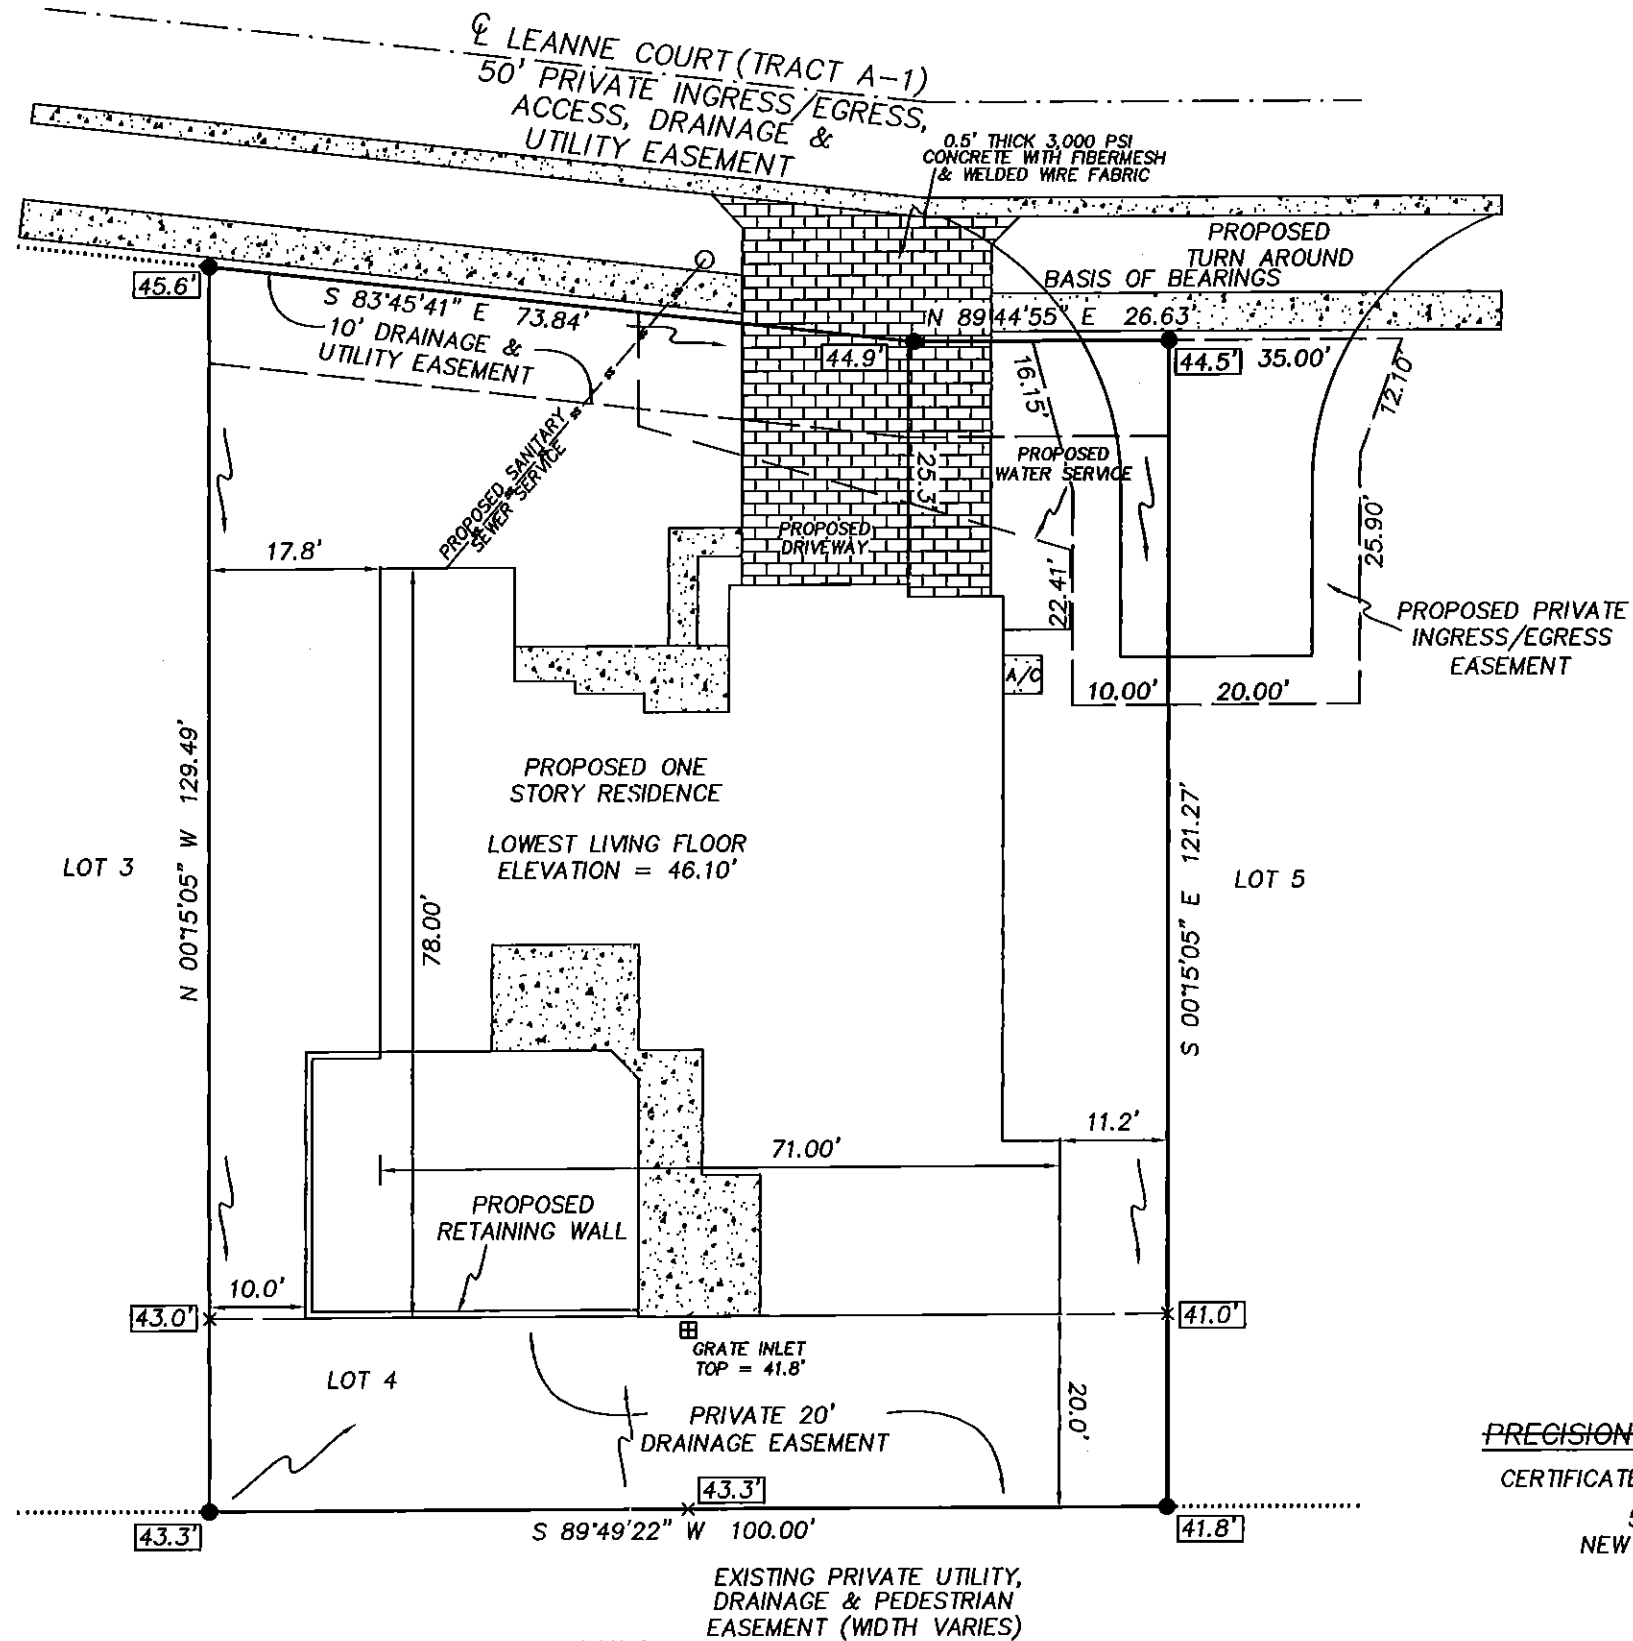 ℄ LEANNE COURT (TRACT A-1)
50' PRIVATE INGRESS/EGRESS,
ACCESS, DRAINAGE &
UTILITY EASEMENT
0.5' THICK 3,000 PSI
CONCRETE WITH FIBERMESH
& WELDED WIRE FABRIC
PROPOSED
TURN AROUND
BASIS OF BEARINGS
45.6'
S 83°45'41" E 73.84'
N 89°44'55" E 26.63'
10' DRAINAGE &
UTILITY EASEMENT
44.9'
44.5'
35.00'
16.15'
12.10'
PROPOSED SANITARY
SEWER SERVICE
SS
SS
SS
25.3'
PROPOSED
WATER SERVICE
PROPOSED
DRIVEWAY
17.8'
25.90'
22.41'
PROPOSED PRIVATE
INGRESS/EGRESS
EASEMENT
A/C
10.00'
20.00'
PROPOSED ONE
STORY RESIDENCE
LOWEST LIVING FLOOR
ELEVATION = 46.10'
LOT 3
N 00°15'05" W 129.49'
78.00'
S 00°15'05" E 121.27'
LOT 5
11.2'
71.00'
PROPOSED
RETAINING WALL
10.0'
43.0'
41.0'
GRATE INLET
TOP = 41.8'
LOT 4
PRIVATE 20'
DRAINAGE EASEMENT
20.0'
PRECISION
CERTIFICATE
5
NEW
43.3'
43.3'
S 89°49'22" W 100.00'
41.8'
EXISTING PRIVATE UTILITY,
DRAINAGE & PEDESTRIAN
EASEMENT (WIDTH VARIES)